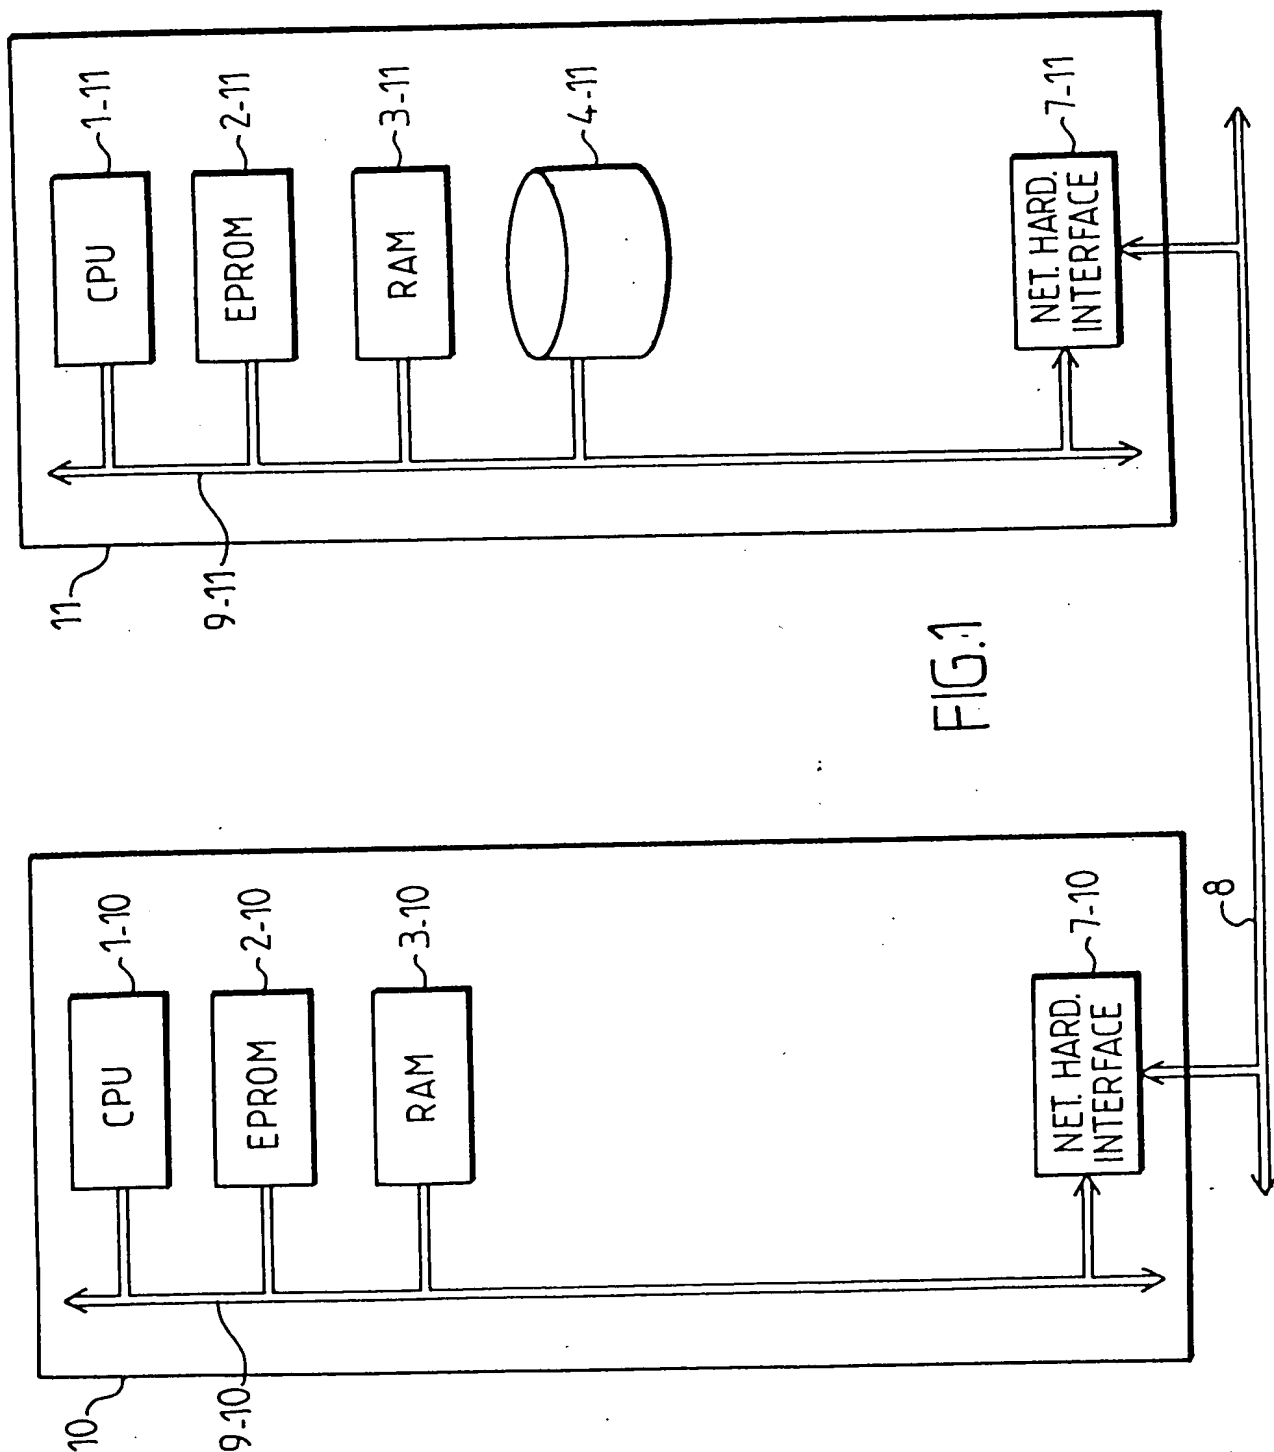 10
9-10
CPU
1-10
EPROM
2-10
RAM
3-10
NET. HARD.
INTERFACE
7-10
8
11
9-11
CPU
1-11
EPROM
2-11
RAM
3-11
4-11
NET. HARD.
INTERFACE
7-11
FIG.1